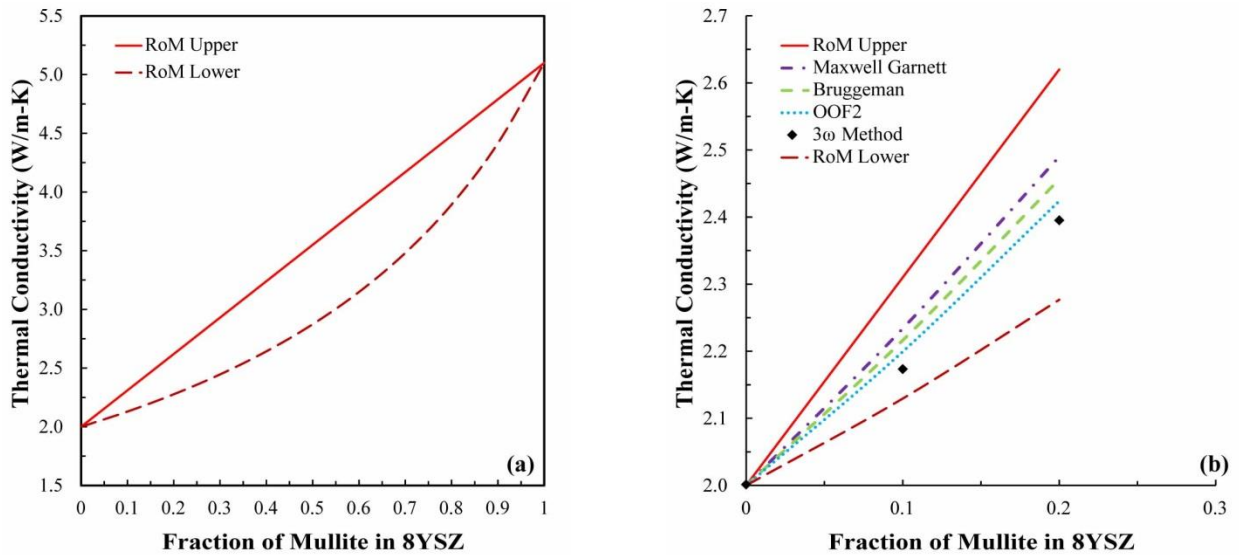 5.5
5.0
4.5
4.0
3.5
3.0
2.5
2.0
1.5
Thermal Conductivity (W/m-K)
RoM Upper
RoM Lower
(a)
0 0.1 0.2 0.3 0.4 0.5 0.6 0.7 0.8 0.9 1
Fraction of Mullite in 8YSZ
2.7
2.6
2.5
2.4
2.3
2.2
2.1
2.0
Thermal Conductivity (W/m-K)
RoM Upper
Maxwell Garnett
Bruggeman
OOF2
3ω Method
RoM Lower
(b)
0 0.1 0.2 0.3
Fraction of Mullite in 8YSZ